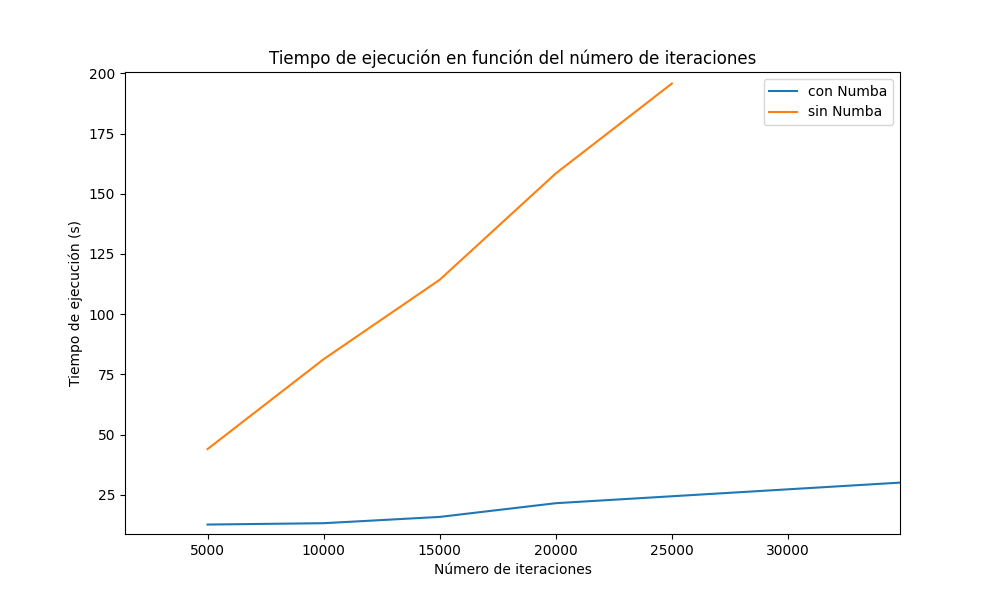 Tiempo de ejecución en función del número de iteraciones
con Numba
sin Numba
Tiempo de ejecución (s)
200
175
150
125
100
75
50
25
5000
10000
15000
20000
25000
30000
Número de iteraciones